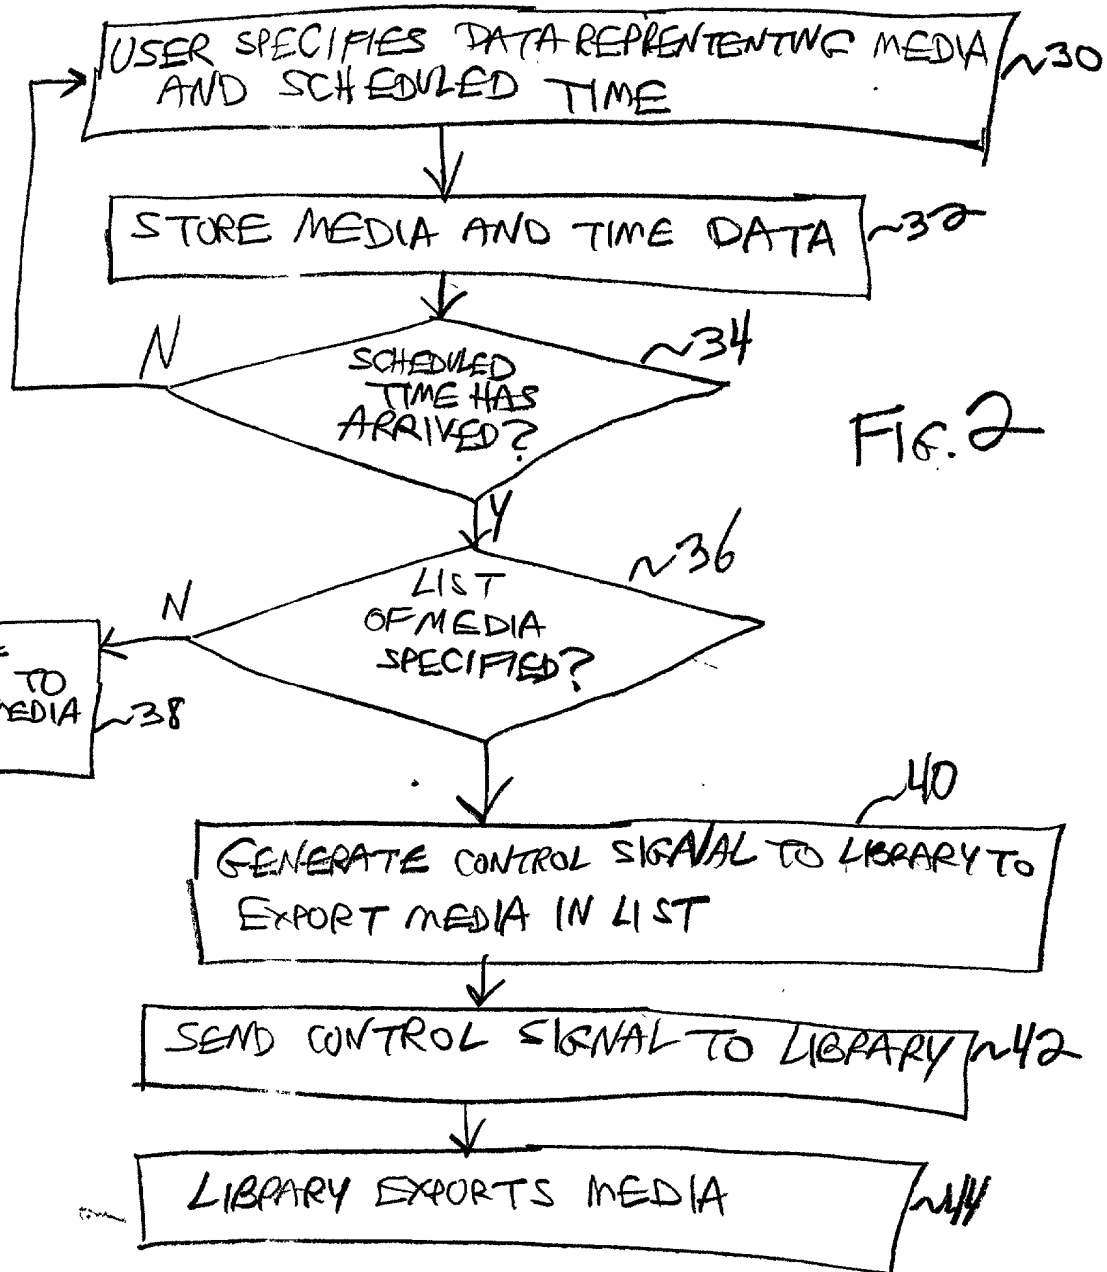 USER SPECIFIES DATA REPRENTENTING MEDIA
AND SCHEDULED TIME
~30
STORE MEDIA AND TIME DATA
~32
N
SCHEDULED
TIME HAS
ARRIVED?
~34
FIG. 2
Y
N
LIST
OF MEDIA
SPECIFIED?
~36
TO
MEDIA
~38
40
GENERATE CONTROL SIGNAL TO LIBRARY TO
EXPORT MEDIA IN LIST
SEND CONTROL SIGNAL TO LIBRARY
~42
LIBRARY EXPORTS MEDIA
~44